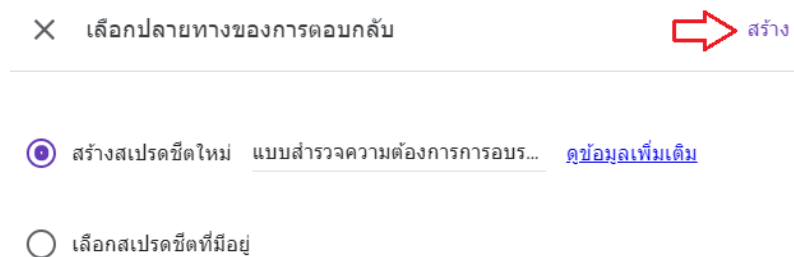 เลือกปลายทางของการตอบกลับ สร้าง
สร้างสเปรดชีตใหม่ แบบสำรวจความต้องการการอบร... ดูข้อมูลเพิ่มเติม
เลือกสเปรดชีตที่มีอยู่